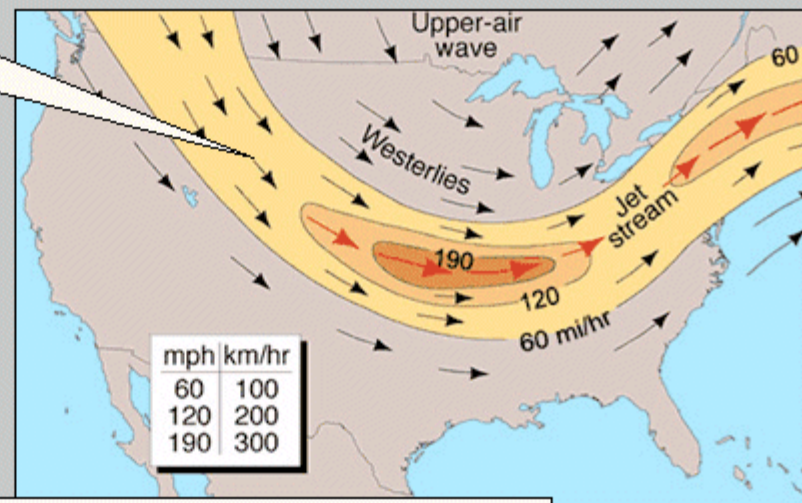 Upper-air
wave
60
Westerlies
Jet
stream
190
120
60 mi/hr
mph km/hr
60 100
120 200
190 300